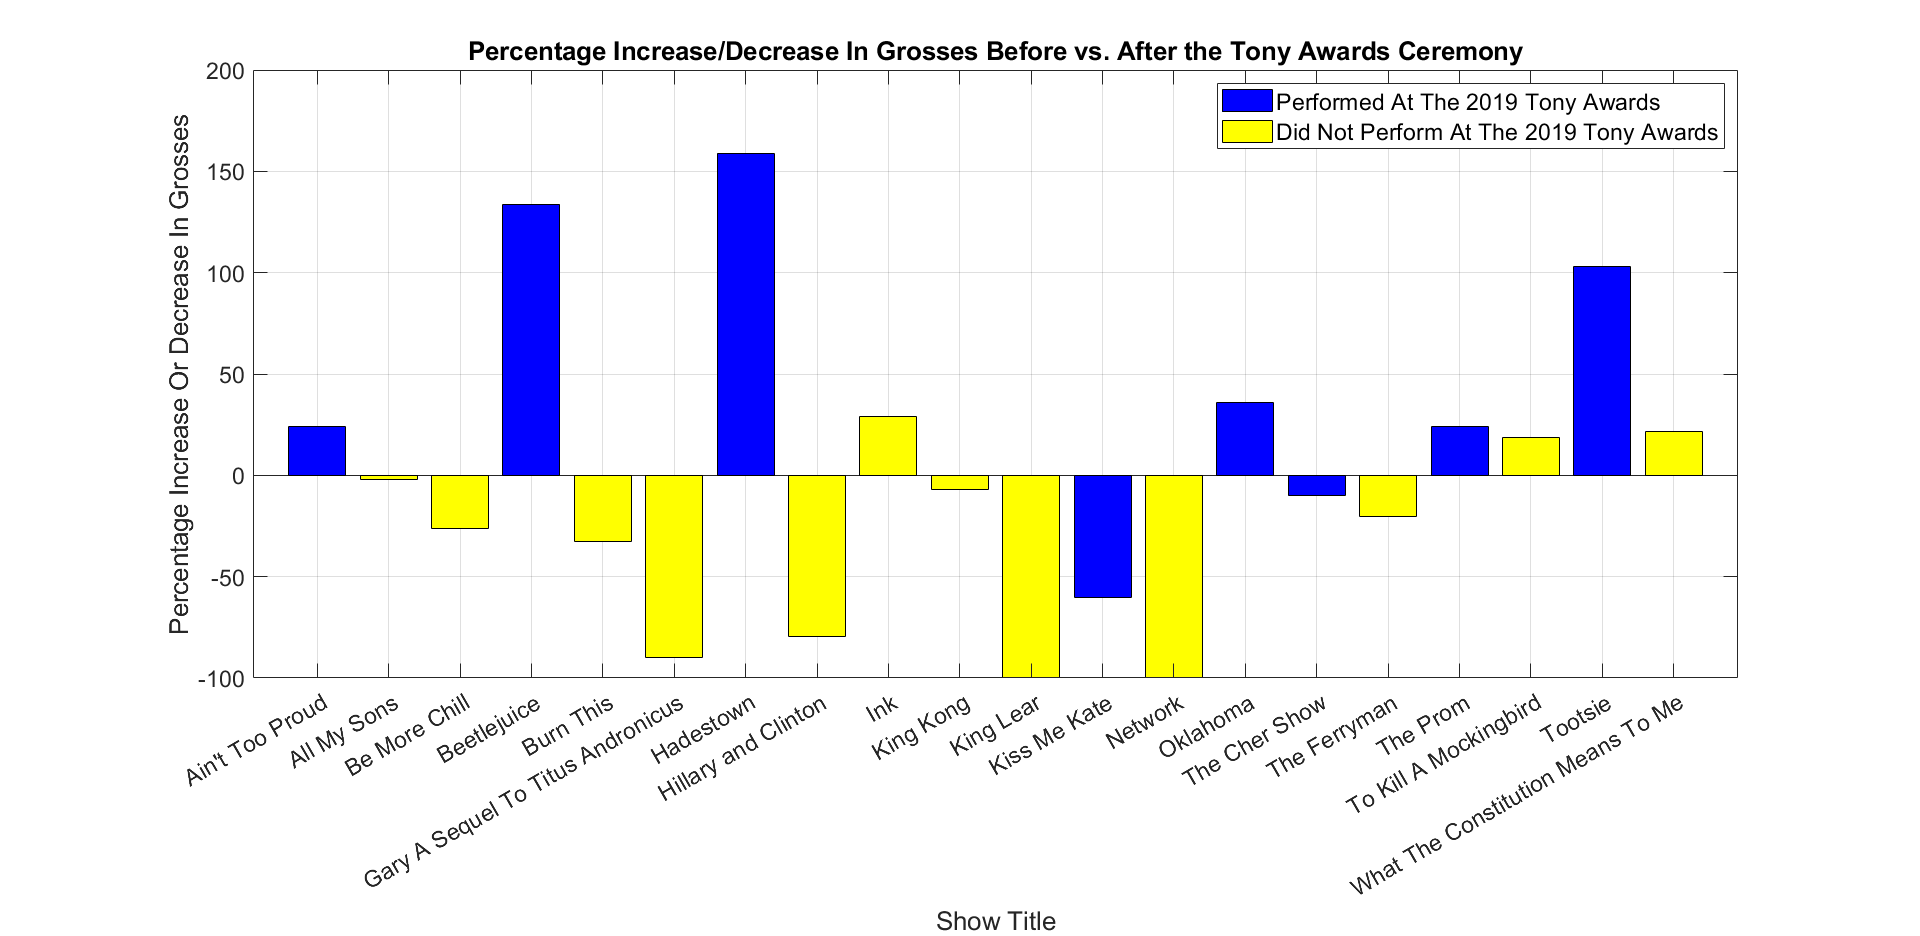 Percentage Increase/Decrease In Grosses Before vs. After the Tony Awards Ceremony
Performed At The 2019 Tony Awards
Did Not Perform At The 2019 Tony Awards
Percentage Increase Or Decrease In Grosses
200
150
100
50
0
-50
-100
Ain't Too Proud
All My Sons
Be More Chill
Beetlejuice
Burn This
Gary A Sequel To Titus Andronicus
Hadestown
Hillary and Clinton
Ink
King Kong
King Lear
Kiss Me Kate
Network
Oklahoma
The Cher Show
The Ferryman
The Prom
To Kill A Mockingbird
Tootsie
What The Constitution Means To Me
Show Title